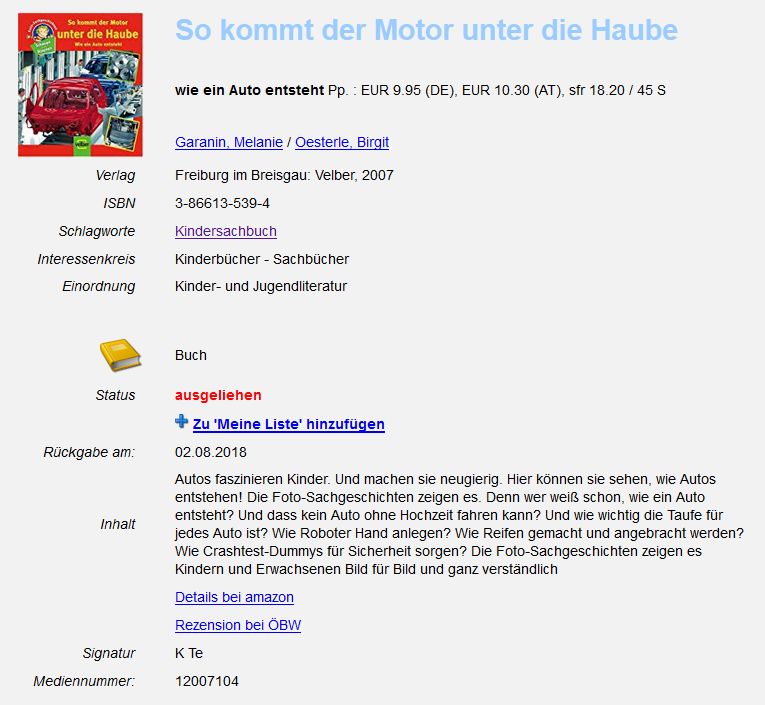 So kommt der Motor
unter die Haube
Wie ein Auto entsteht
velber
So kommt der Motor unter die Haube
wie ein Auto entsteht Pp. : EUR 9.95 (DE), EUR 10.30 (AT), sfr 18.20 / 45 S
Garanin, Melanie / Oesterle, Birgit
Verlag Freiburg im Breisgau: Velber, 2007
ISBN 3-86613-539-4
Schlagworte Kindersachbuch
Interessenkreis Kinderbücher - Sachbücher
Einordnung Kinder- und Jugendliteratur
Buch
Status ausgeliehen
Zu 'Meine Liste' hinzufügen
Rückgabe am: 02.08.2018
Inhalt
Autos faszinieren Kinder. Und machen sie neugierig. Hier können sie sehen, wie Autos
entstehen! Die Foto-Sachgeschichten zeigen es. Denn wer weiß schon, wie ein Auto
entsteht? Und dass kein Auto ohne Hochzeit fahren kann? Und wie wichtig die Taufe für
jedes Auto ist? Wie Roboter Hand anlegen? Wie Reifen gemacht und angebracht werden?
Wie Crashtest-Dummys für Sicherheit sorgen? Die Foto-Sachgeschichten zeigen es
Kindern und Erwachsenen Bild für Bild und ganz verständlich
Details bei amazon
Rezension bei ÖBW
Signatur K Te
Mediennummer: 12007104